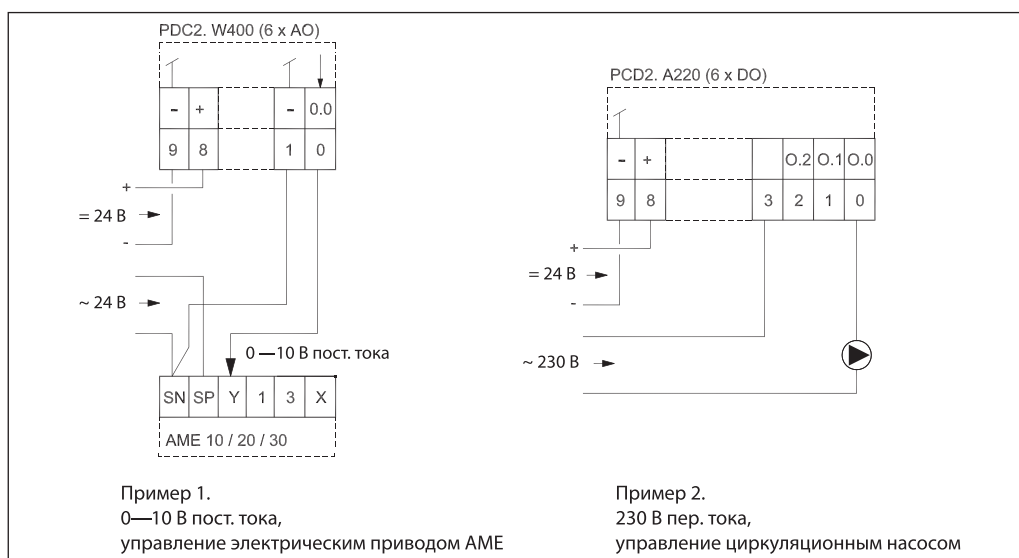 PDC2. W400 (6 x AO)
- + - 0.0
9 8 1 0
+
= 24 В
-
~ 24 В
0 —10 В пост. тока
SN SP Y 1 3 X
AME 10 / 20 / 30
Пример 1.
0—10 В пост. тока,
управление электрическим приводом AME
PCD2. A220 (6 x DO)
- + O.2 O.1 O.0
9 8 3 2 1 0
+
= 24 В
-
~ 230 В
Пример 2.
230 В пер. тока,
управление циркуляционным насосом